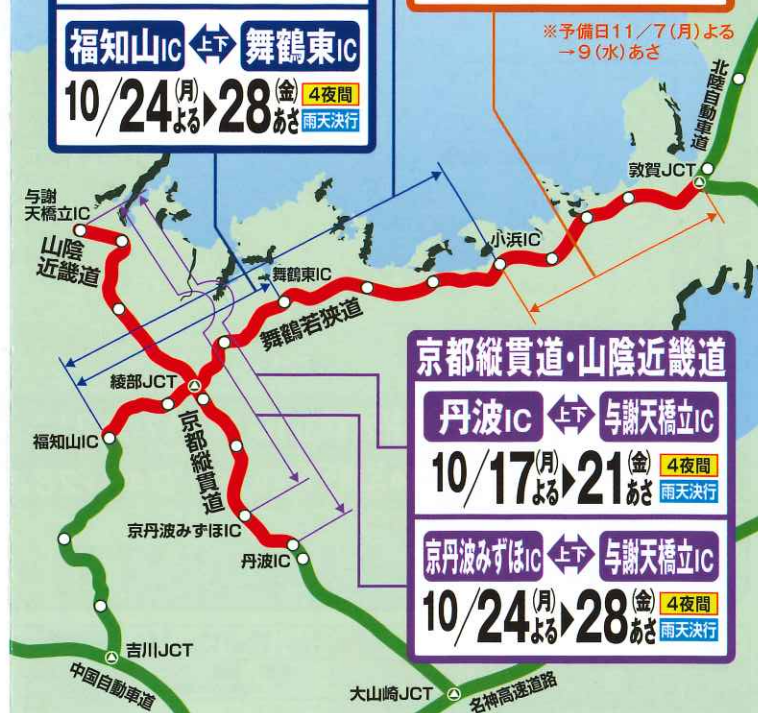 ※予備日11/7(月)よる
→9(水)あさ
福知山IC 上下 舞鶴東IC
10/24(月)よる▶28(金)あさ 4夜間 雨天決行
北陸自動車道
敦賀JCT
与謝
天橋立IC
山陰
近畿道
小浜IC
舞鶴東IC
舞鶴若狭道
綾部JCT
福知山IC
京都縦貫道
京丹波みずほIC
丹波IC
京都縦貫道・山陰近畿道
丹波IC 上下 与謝天橋立IC
10/17(月)よる▶21(金)あさ 4夜間 雨天決行
京丹波みずほIC 上下 与謝天橋立IC
10/24(月)よる▶28(金)あさ 4夜間 雨天決行
吉川JCT
中国自動車道
大山崎JCT
名神高速道路